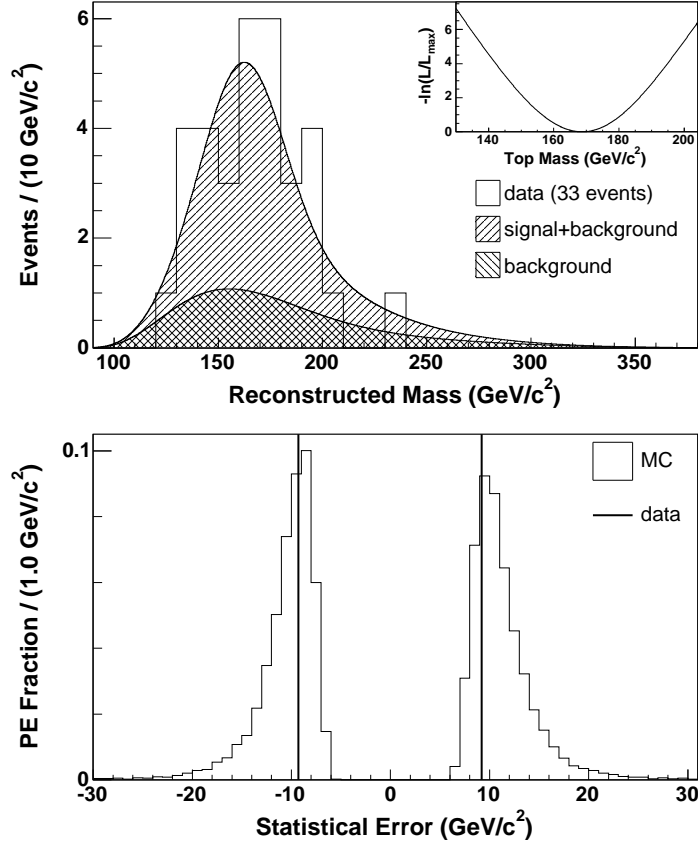 6
4
2
0
Events / (10 GeV/c²)
100 150 200 250 300 350
Reconstructed Mass (GeV/c²)
6
4
2
0
-ln(L/Lmax)
140 160 180 200
Top Mass (GeV/c²)
data (33 events)
signal+background
background
0.1
0
PE Fraction / (1.0 GeV/c²)
-30 -20 -10 0 10 20 30
Statistical Error (GeV/c²)
MC
data